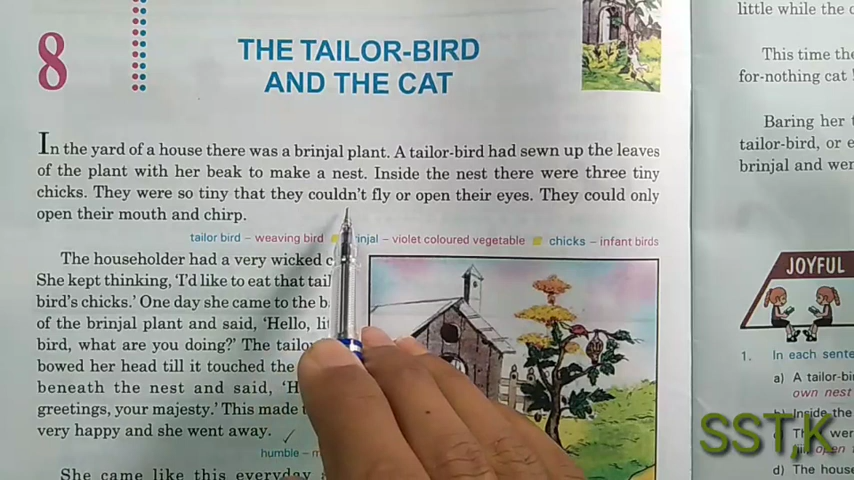 8
THE TAILOR-BIRD
AND THE CAT
In the yard of a house there was a brinjal plant. A tailor-bird had sewn up the leaves
of the plant with her beak to make a nest. Inside the nest there were three tiny
chicks. They were so tiny that they couldn't fly or open their eyes. They could only
open their mouth and chirp.
tailor bird – weaving bird ■ – violet coloured vegetable ■ chicks – infant birds
The householder had a very wicked
She kept thinking, 'I'd like to eat that
bird's chicks.' One day she came to the
of the brinjal plant and said, 'Hello,
bird, what are you doing?' The
bowed her head till it touched the
beneath the nest and said,
greetings, your majesty.' This made
very happy and she went away.
humble –
She came like this everyday
little while the
This time the
for-nothing cat
Baring her
tailor-bird, or
brinjal and
JOYFUL
1. In each
a) A
own nest
b) Inside the
open
d) The
SST,K